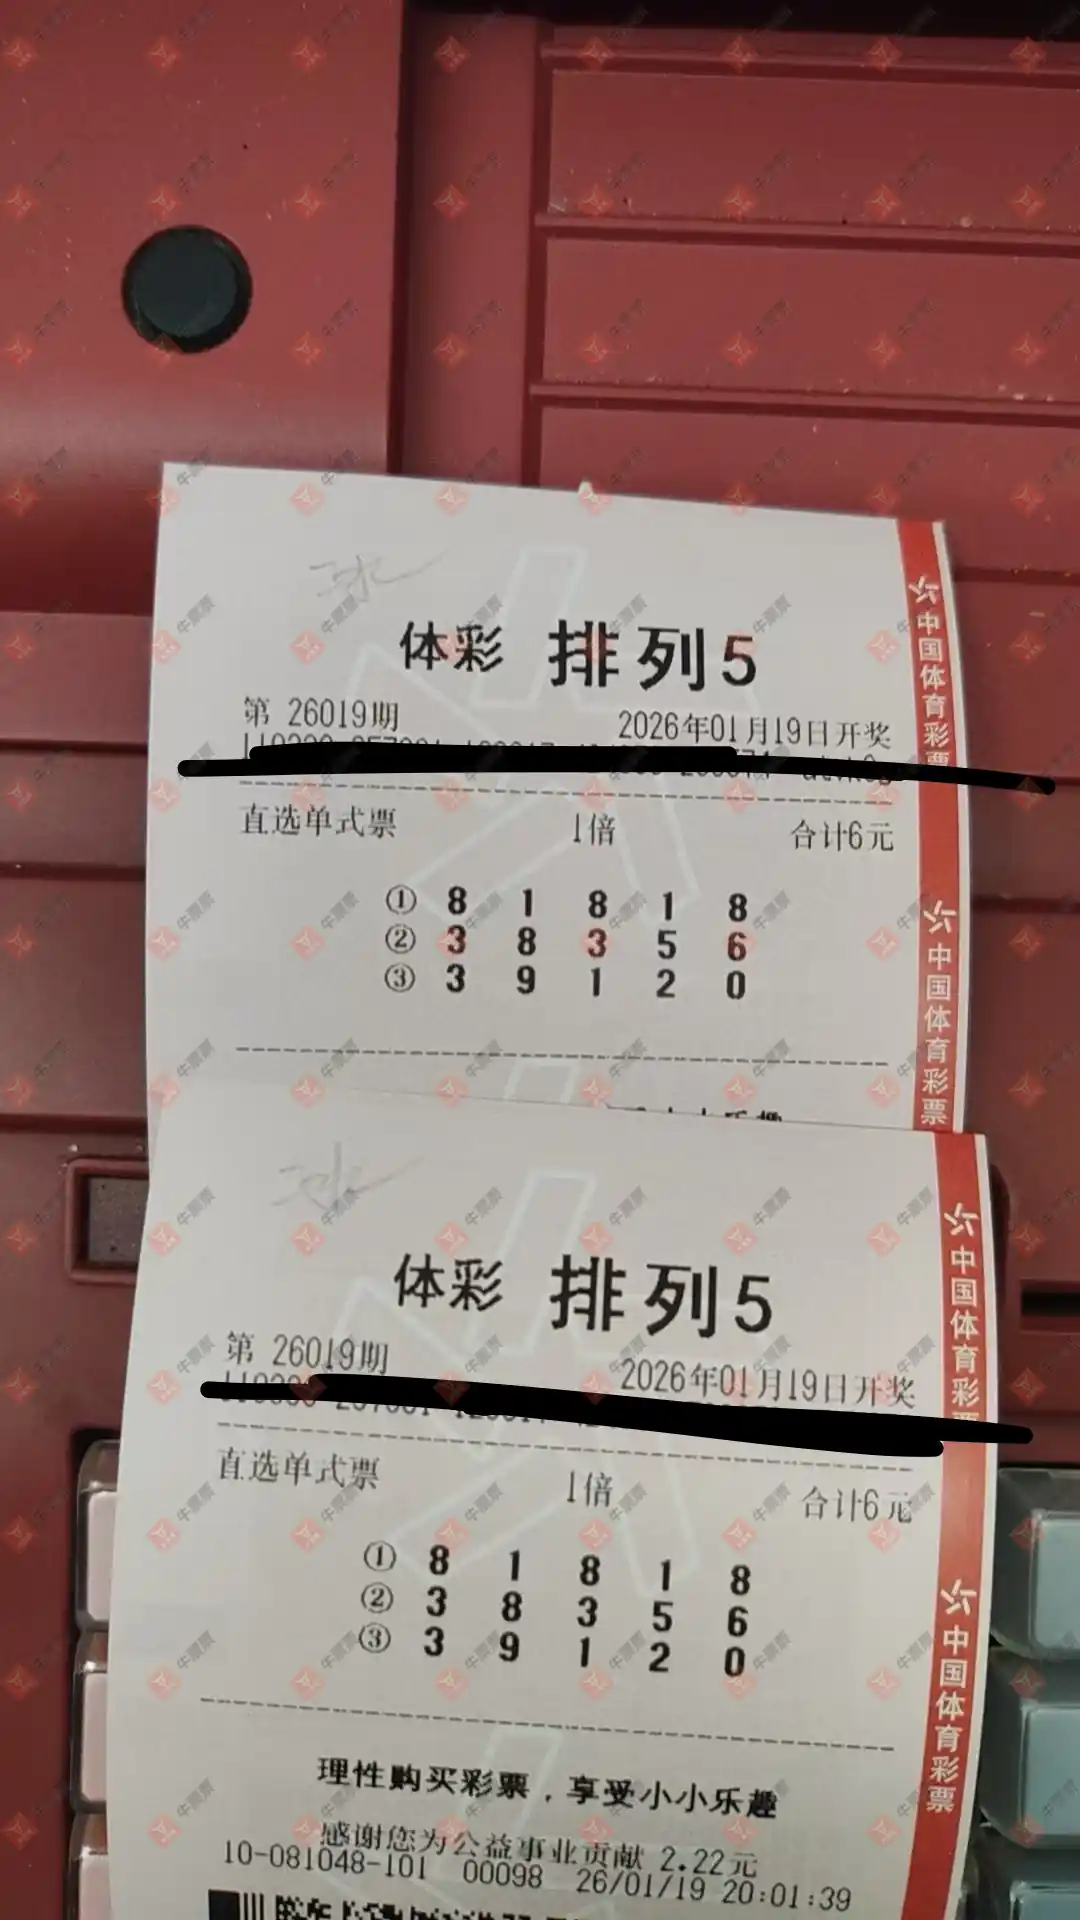 体彩 排列5
第 26019期 2026年01月19日开奖
直选单式票 1倍 合计6元
① 8 1 8 1 8
② 3 8 3 5 6
③ 3 9 1 2 0
中国体育彩票
中国体育彩票
体彩 排列5
第 26019期 2026年01月19日开奖
直选单式票 1倍 合计6元
① 8 1 8 1 8
② 3 8 3 5 6
③ 3 9 1 2 0
理性购买彩票，享受小小乐趣
感谢您为公益事业贡献 2.22元
10-081048-101 00098 26/01/19 20:01:39
中国体育彩票
中国体育彩票
牛票票